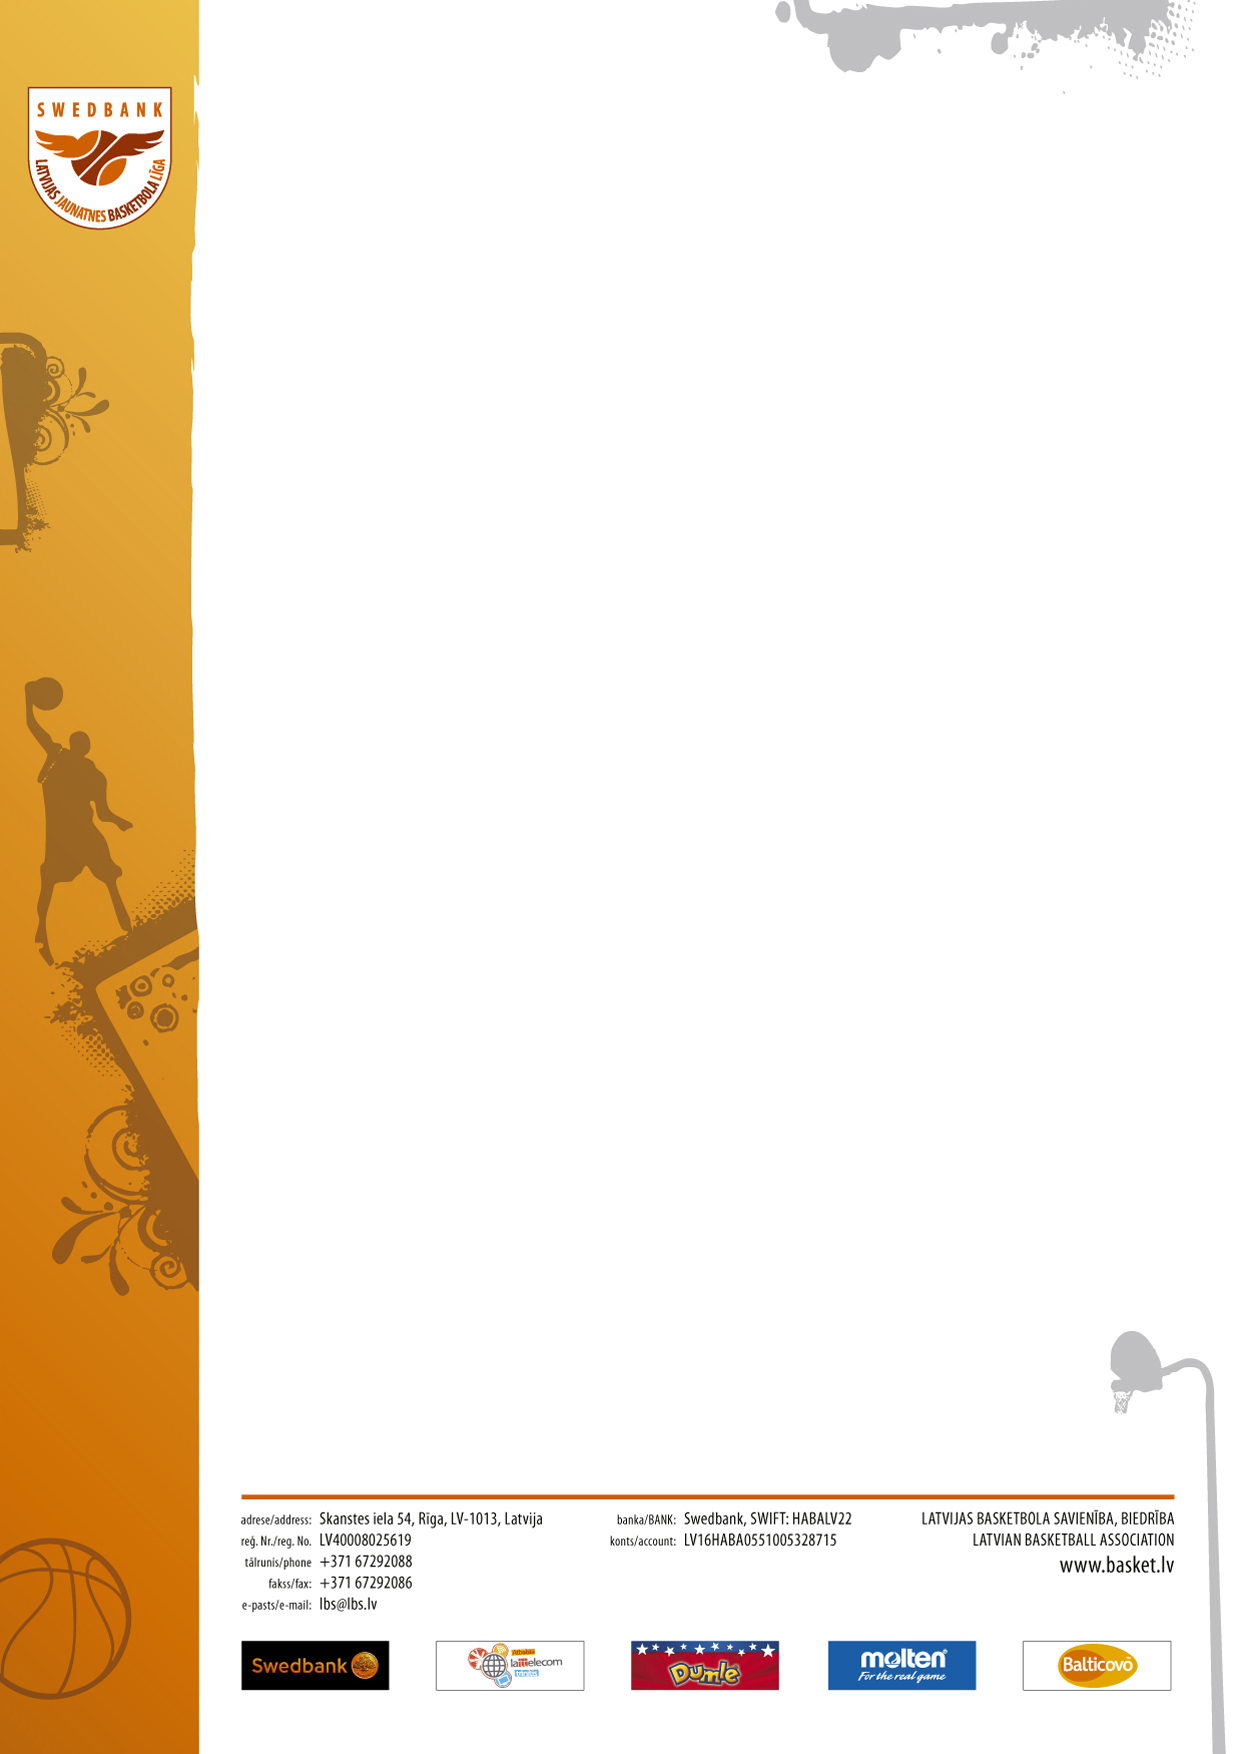 SWEDBANK
LATVIJAS JAUNATNES BASKETBOLA LĪGA
adrese/address: Skanstes iela 54, Rīga, LV-1013, Latvija
reģ. Nr./reg. No. LV40008025619
tālrunis/phone +371 67292088
fakss/fax: +371 67292086
e-pasts/e-mail: lbs@lbs.lv
banka/BANK: Swedbank, SWIFT: HABALV22
konts/account: LV16HABA0551005328715
LATVIJAS BASKETBOLA SAVIENĪBA, BIEDRĪBA
LATVIAN BASKETBALL ASSOCIATION
www.basket.lv
Swedbank
lattelecom
Dumle
molten
For the real game
Balticovo